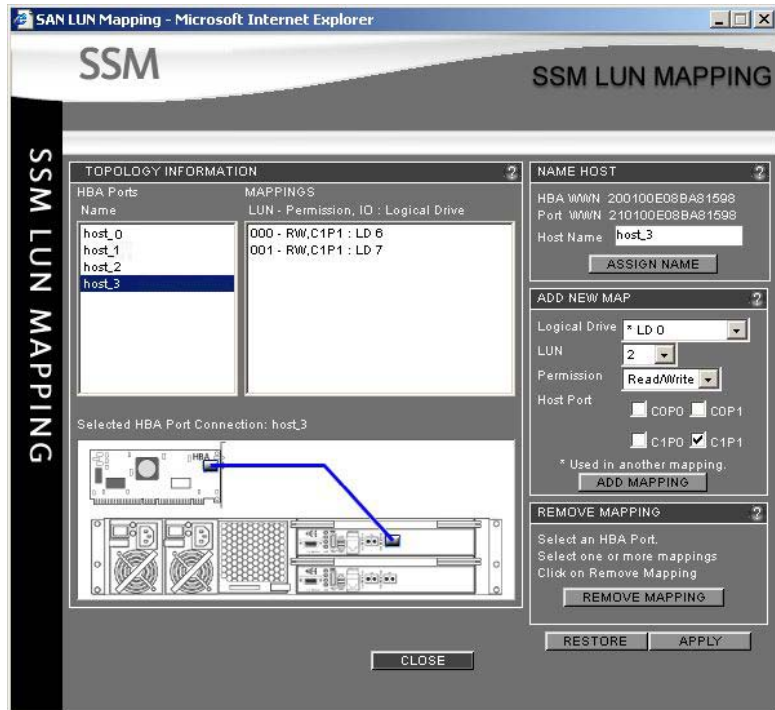 SAN LUN Mapping - Microsoft Internet Explorer
SSM
SSM LUN MAPPING
SSM LUN MAPPING
TOPOLOGY INFORMATION
?
HBA Ports
MAPPINGS
Name
LUN - Permission, IO : Logical Drive
host_0
host_1
host_2
host_3
000 - RW,C1P1 : LD 6
001 - RW,C1P1 : LD 7
Selected HBA Port Connection: host_3
HBA
NAME HOST
?
HBA WWN 200100E08BA81598
Port WWN 210100E08BA81598
Host Name host_3
ASSIGN NAME
ADD NEW MAP
?
Logical Drive * LD 0
LUN 2
Permission Read/Write
Host Port
C0P0 C0P1
C1P0 C1P1
* Used in another mapping.
ADD MAPPING
REMOVE MAPPING
?
Select an HBA Port.
Select one or more mappings
Click on Remove Mapping
REMOVE MAPPING
RESTORE APPLY
CLOSE